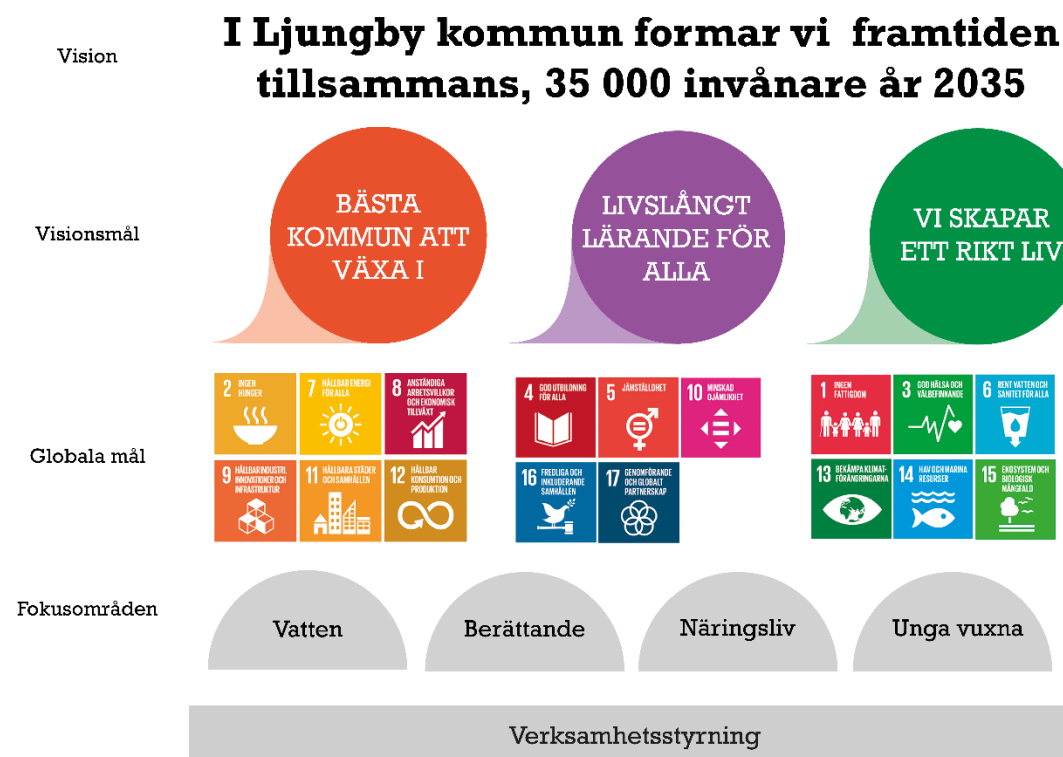 Vision
I Ljungby kommun formar vi framtiden
tillsammans, 35 000 invånare år 2035
Visionsmål
BÄSTA
KOMMUN ATT
VÄXA I
LIVSLÅNGT
LÄRANDE FÖR
ALLA
VI SKAPAR
ETT RIKT LIV
Globala mål
2 INGEN
HUNGER
7 HÅLLBAR ENERGI
FÖR ALLA
8 ANSTÄNDIGA
ARBETSVILLKOR
OCH EKONOMISK
TILLVÄXT
9 HÅLLBAR INDUSTRI,
INNOVATIONER OCH
INFRASTRUKTUR
11 HÅLLBARA STÄDER
OCH SAMHÄLLEN
12 HÅLLBAR
KONSUMTION OCH
PRODUKTION
4 GOD UTBILDNING
FÖR ALLA
5 JÄMSTÄLLDHET
10 MINSKAD
OJÄMLIKHET
16 FREDLIGA OCH
INKLUDERANDE
SAMHÄLLEN
17 GENOMFÖRANDE
OCH GLOBALT
PARTNERSKAP
1 INGEN
FATTIGDOM
3 GOD HÄLSA OCH
VÄLBEFINNANDE
6 RENT VATTEN OCH
SANITET FÖR ALLA
13 BEKÄMPA KLIMAT-
FÖRÄNDRINGARNA
14 HAV OCH MARINA
RESURSER
15 EKOSYSTEM OCH
BIOLOGISK
MÅNGFALD
Fokusområden
Vatten
Berättande
Näringsliv
Unga vuxna
Verksamhetsstyrning